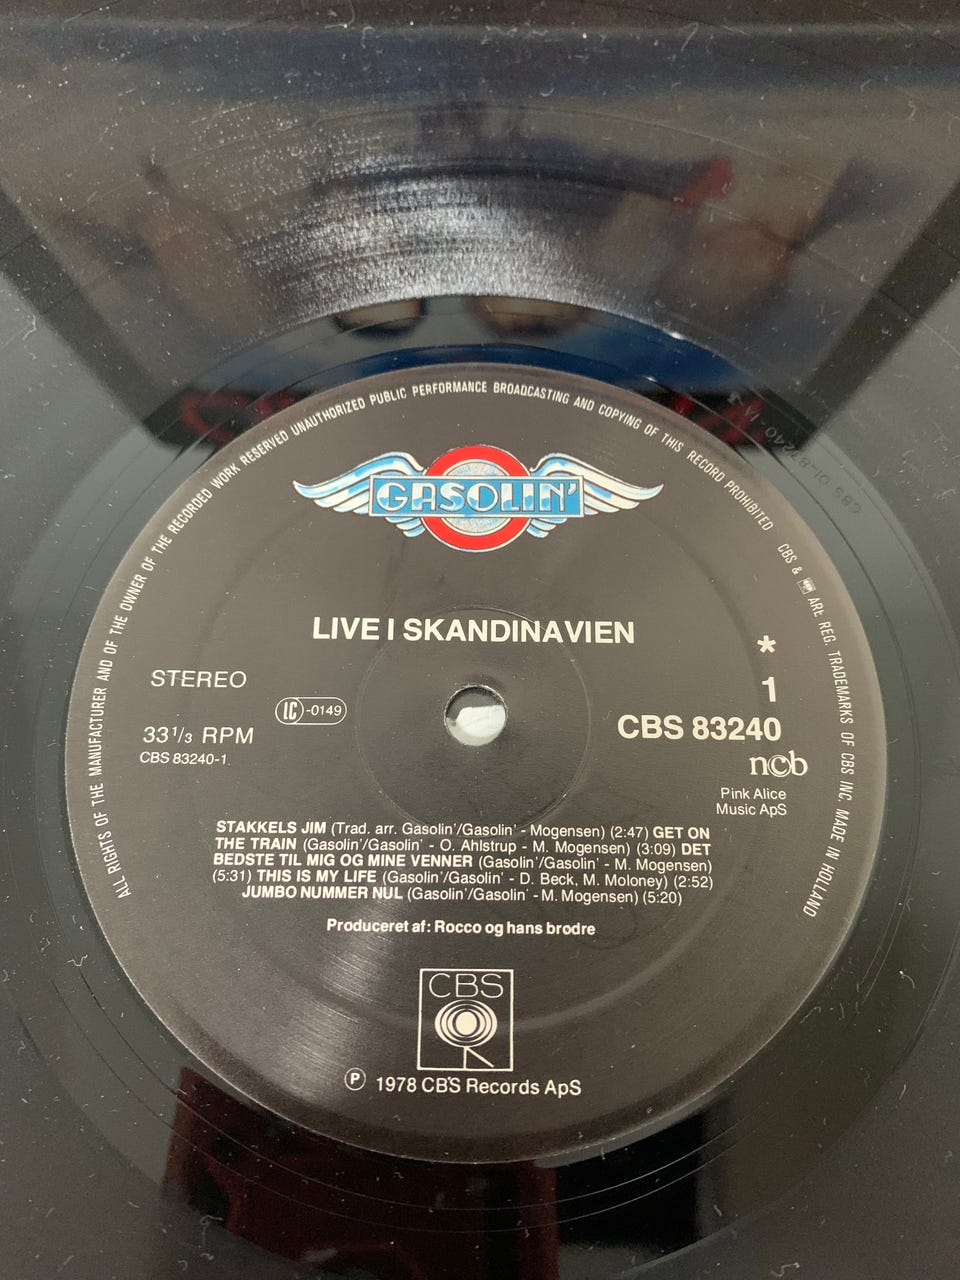 ALL RIGHTS OF THE MANUFACTURER AND OF THE OWNER OF THE RECORDED WORK RESERVED UNAUTHORIZED PUBLIC PERFORMANCE BROADCASTING AND COPYING OF THIS RECORD PROHIBITED
CBS & ARE REG. TRADEMARKS OF CBS INC. MADE IN HOLLAND
GASOLIN'
LIVE I SKANDINAVIEN
STEREO
LC -0149
33 1/3 RPM
CBS 83240-1
*
1
CBS 83240
ncb
Pink Alice
Music ApS
STAKKELS JIM (Trad. arr. Gasolin'/Gasolin' - Mogensen) (2:47) GET ON
THE TRAIN (Gasolin'/Gasolin' - O. Ahlstrup - M. Mogensen) (3:09) DET
BEDSTE TIL MIG OG MINE VENNER (Gasolin'/Gasolin' - M. Mogensen)
(5:31) THIS IS MY LIFE (Gasolin'/Gasolin' - D. Beck, M. Moloney) (2:52)
JUMBO NUMMER NUL (Gasolin'/Gasolin' - M. Mogensen) (5:20)
Produceret af: Rocco og hans brødre
CBS
℗ 1978 CBS Records ApS